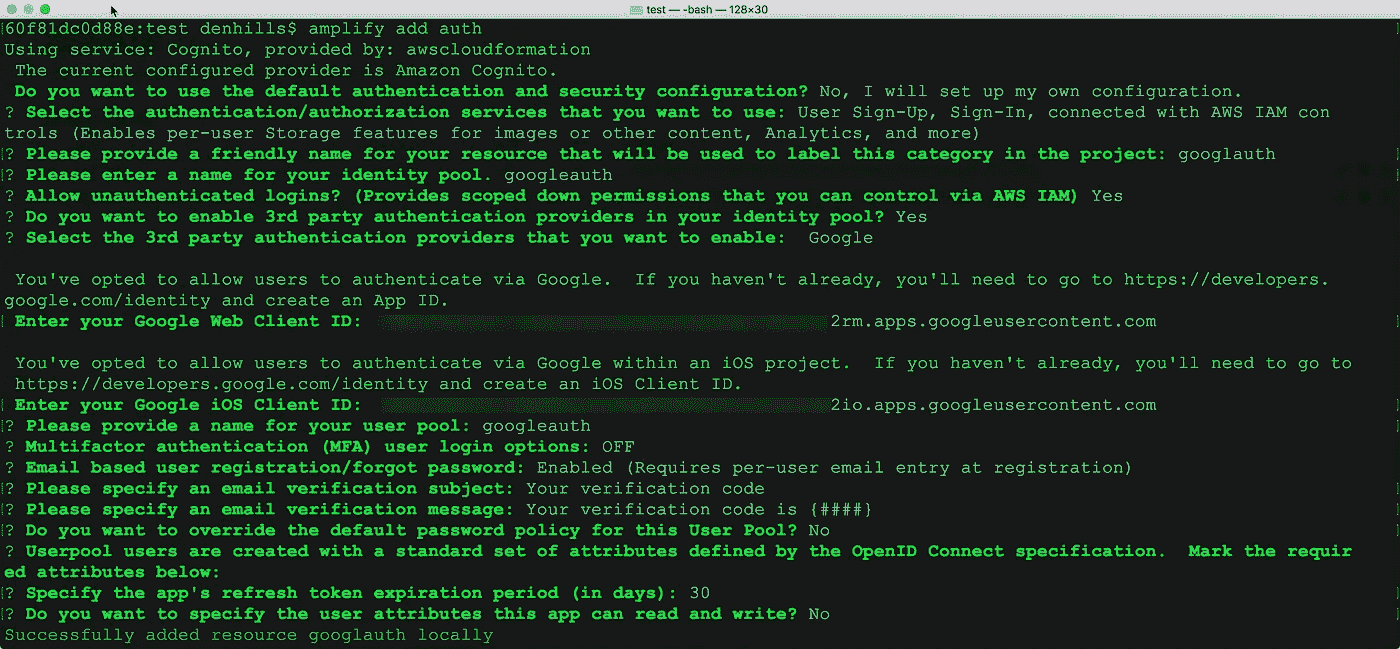 test — -bash — 128×30
60f81dc0d88e:test denhills$ amplify add auth
Using service: Cognito, provided by: awscloudformation
The current configured provider is Amazon Cognito.
Do you want to use the default authentication and security configuration? No, I will set up my own configuration.
? Select the authentication/authorization services that you want to use: User Sign-Up, Sign-In, connected with AWS IAM con
trols (Enables per-user Storage features for images or other content, Analytics, and more)
? Please provide a friendly name for your resource that will be used to label this category in the project: googlauth
? Please enter a name for your identity pool. googleauth
? Allow unauthenticated logins? (Provides scoped down permissions that you can control via AWS IAM) Yes
? Do you want to enable 3rd party authentication providers in your identity pool? Yes
? Select the 3rd party authentication providers that you want to enable:  Google
You've opted to allow users to authenticate via Google.  If you haven't already, you'll need to go to https://developers.
google.com/identity and create an App ID.
Enter your Google Web Client ID: 2rm.apps.googleusercontent.com
You've opted to allow users to authenticate via Google within an iOS project.  If you haven't already, you'll need to go to
https://developers.google.com/identity and create an iOS Client ID.
Enter your Google iOS Client ID: 2io.apps.googleusercontent.com
? Please provide a name for your user pool: googleauth
? Multifactor authentication (MFA) user login options: OFF
? Email based user registration/forgot password: Enabled (Requires per-user email entry at registration)
? Please specify an email verification subject: Your verification code
? Please specify an email verification message: Your verification code is {####}
? Do you want to override the default password policy for this User Pool? No
? Userpool users are created with a standard set of attributes defined by the OpenID Connect specification.  Mark the requir
ed attributes below:
? Specify the app's refresh token expiration period (in days): 30
? Do you want to specify the user attributes this app can read and write? No
Successfully added resource googlauth locally